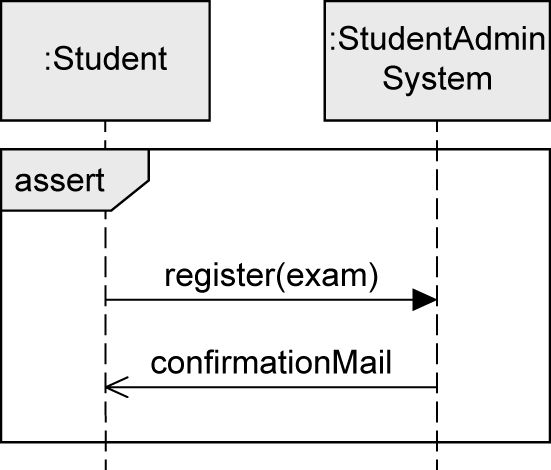 :Student
:StudentAdmin
System
assert
register(exam)
confirmationMail